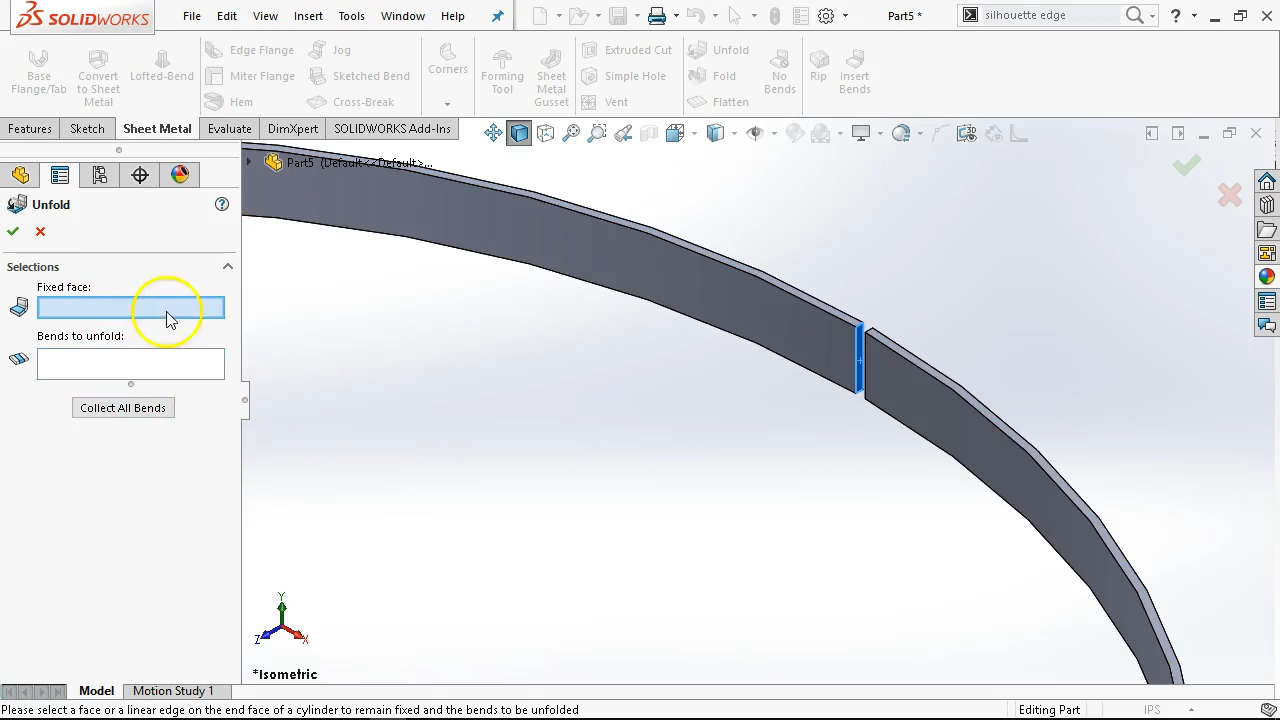 SOLIDWORKS File Edit View Insert Tools Window Help Part5 * silhouette edge ?
Base Flange/Tab
Convert to Sheet Metal
Lofted-Bend
Edge Flange
Miter Flange
Hem
Jog
Sketched Bend
Cross-Break
Corners
Forming Tool
Sheet Metal Gusset
Extruded Cut
Simple Hole
Vent
Unfold
Fold
Flatten
No Bends
Rip
Insert Bends
Features Sketch Sheet Metal Evaluate DimXpert SOLIDWORKS Add-Ins
Part5 (Default<<Default>...
Unfold
Selections
Fixed face:
Bends to unfold:
Collect All Bends
Y
Z
X
*Isometric
Model Motion Study 1
Please select a face or a linear edge on the end face of a cylinder to remain fixed and the bends to be unfolded Editing Part IPS